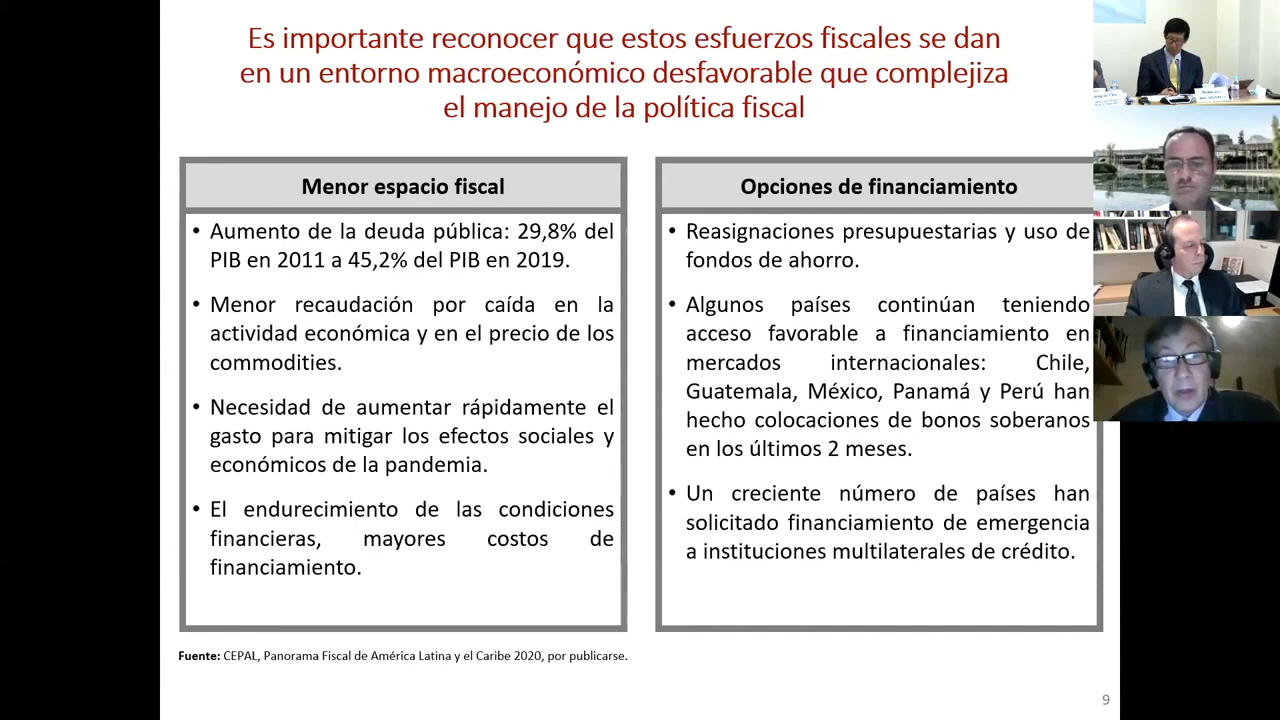 Es importante reconocer que estos esfuerzos fiscales se dan
en un entorno macroeconómico desfavorable que complejiza
el manejo de la política fiscal
Menor espacio fiscal
• Aumento de la deuda pública: 29,8% del
PIB en 2011 a 45,2% del PIB en 2019.
• Menor recaudación por caída en la
actividad económica y en el precio de los
commodities.
• Necesidad de aumentar rápidamente el
gasto para mitigar los efectos sociales y
económicos de la pandemia.
• El endurecimiento de las condiciones
financieras, mayores costos de
financiamiento.
Opciones de financiamiento
• Reasignaciones presupuestarias y uso de
fondos de ahorro.
• Algunos países continúan teniendo
acceso favorable a financiamiento en
mercados internacionales: Chile,
Guatemala, México, Panamá y Perú han
hecho colocaciones de bonos soberanos
en los últimos 2 meses.
• Un creciente número de países han
solicitado financiamiento de emergencia
a instituciones multilaterales de crédito.
Fuente: CEPAL, Panorama Fiscal de América Latina y el Caribe 2020, por publicarse.
9